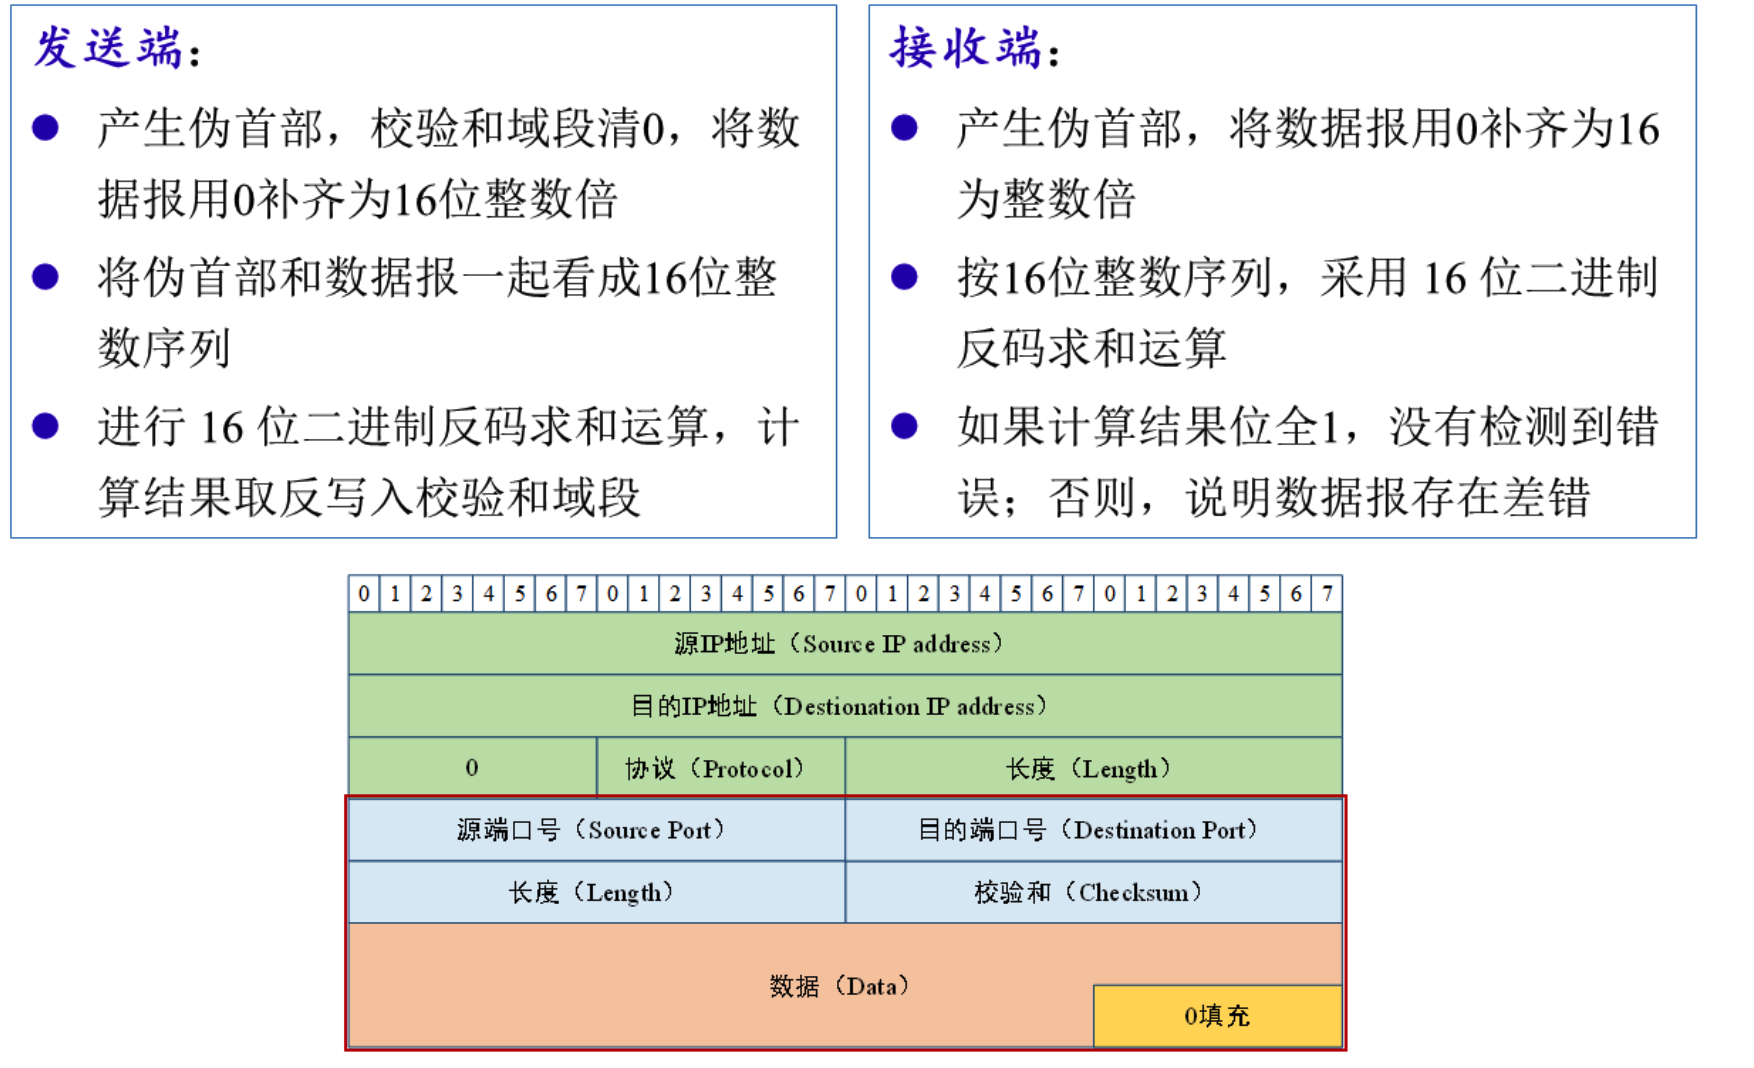 发送端：
● 产生伪首部，校验和域段清0，将数
据报用0补齐为16位整数倍
● 将伪首部和数据报一起看成16位整
数序列
● 进行 16 位二进制反码求和运算，计
算结果取反写入校验和域段
接收端：
● 产生伪首部，将数据报用0补齐为16
为整数倍
● 按16位整数序列，采用 16 位二进制
反码求和运算
● 如果计算结果位全1，没有检测到错
误；否则，说明数据报存在差错
0 1 2 3 4 5 6 7 0 1 2 3 4 5 6 7 0 1 2 3 4 5 6 7 0 1 2 3 4 5 6 7
源IP地址（Source IP address）
目的IP地址（Destionation IP address）
0 协议（Protocol） 长度（Length）
源端口号（Source Port） 目的端口号（Destination Port）
长度（Length） 校验和（Checksum）
数据（Data）
0填充